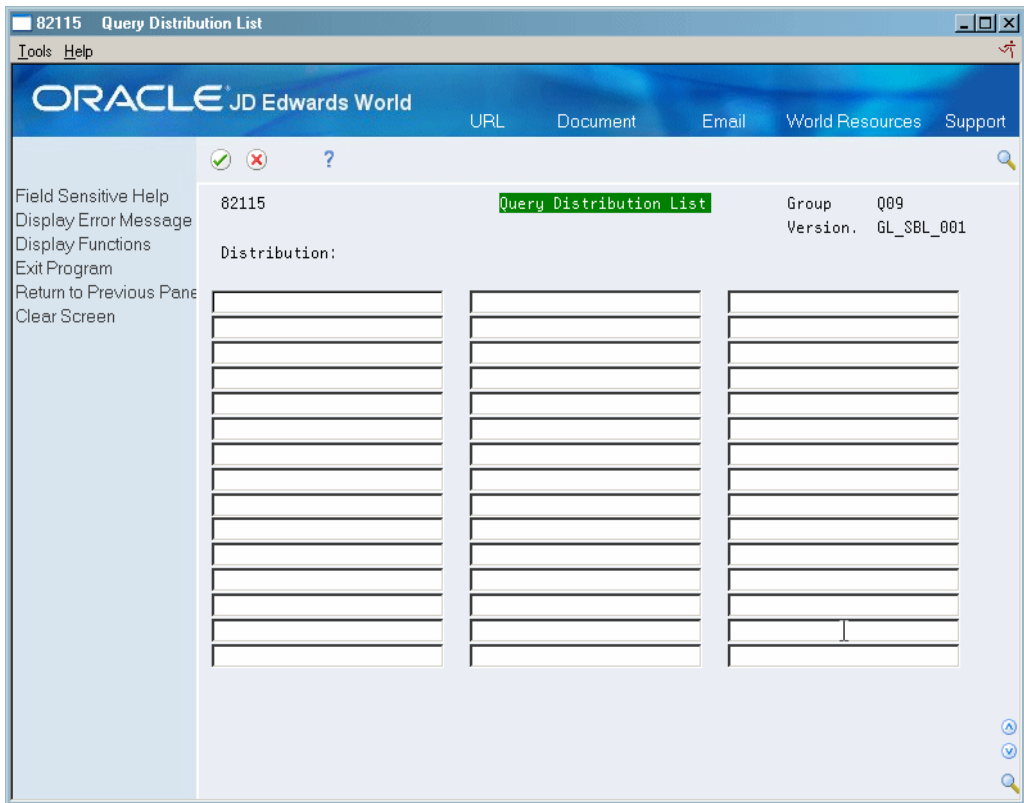 82115 Query Distribution List
Tools Help
ORACLE JD Edwards World
URL Document Email World Resources Support
?
Field Sensitive Help
Display Error Message
Display Functions
Exit Program
Return to Previous Pane
Clear Screen
82115 Query Distribution List Group Q09
Version. GL_SBL_001
Distribution: